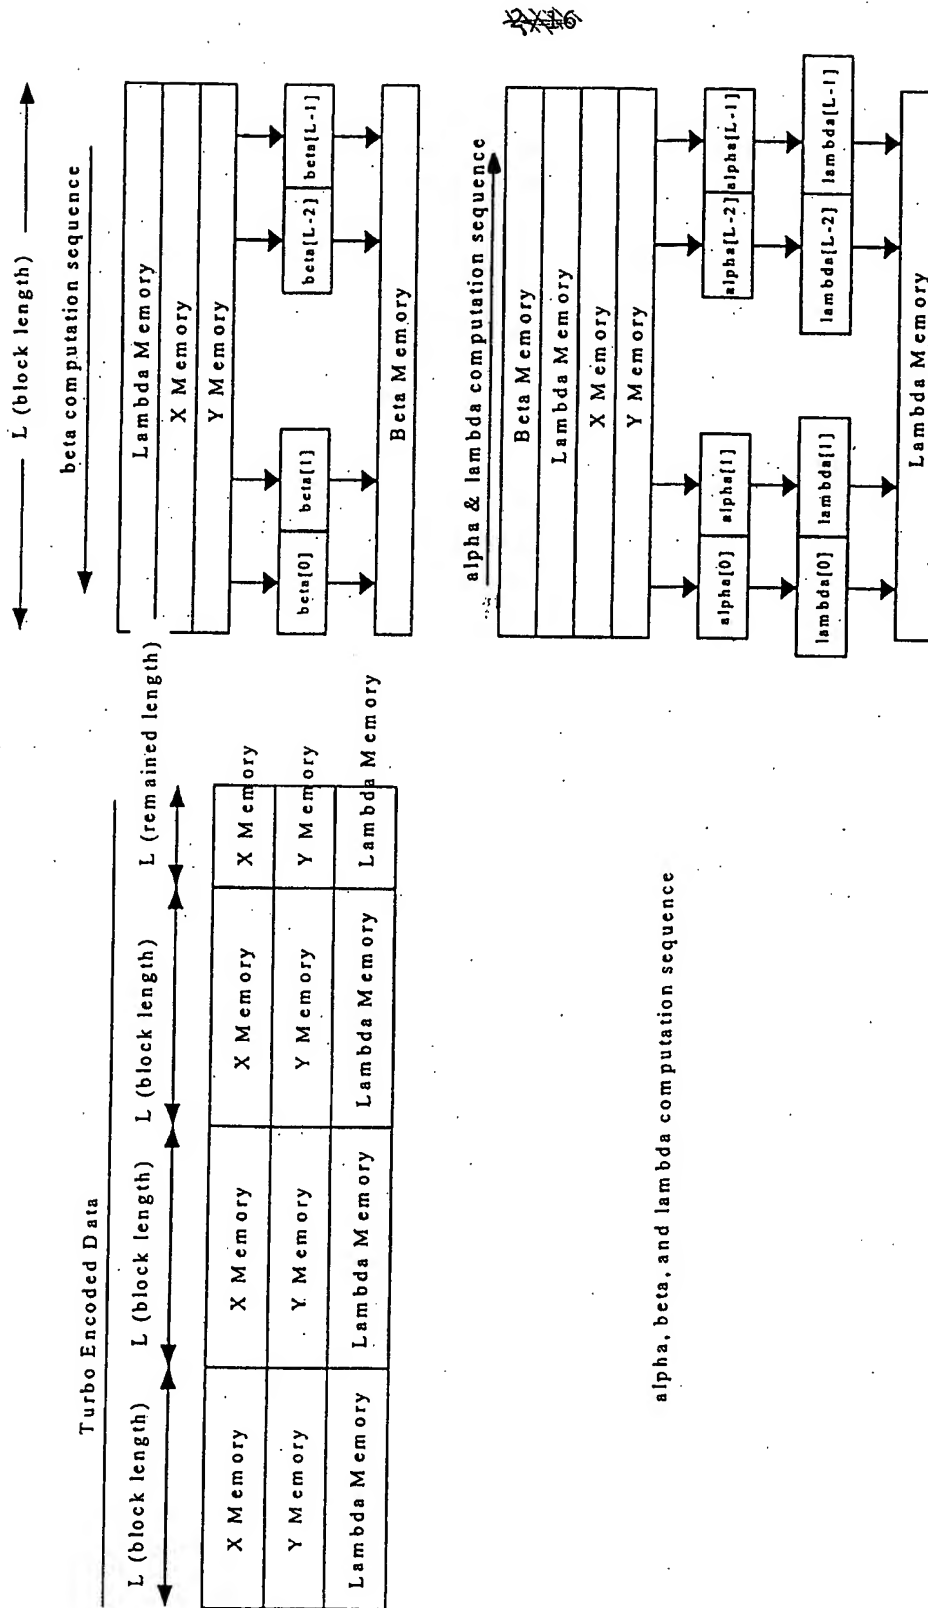 Turbo Encoded Data
L (block length) L (block length) L (block length) L (remained length)
X Memory X Memory X Memory X Memory
Y Memory Y Memory Y Memory Y Memory
Lambda Memory Lambda Memory Lambda Memory Lambda Memory
L (block length)
beta computation sequence
Lambda Memory
X Memory
Y Memory
beta[0] beta[1] beta[L-2] beta[L-1]
Beta Memory
alpha & lambda computation sequence
Beta Memory
Lambda Memory
X Memory
Y Memory
alpha[0] alpha[1] alpha[L-2] alpha[L-1]
lambda[0] lambda[1] lambda[L-2] lambda[L-1]
Lambda Memory
alpha, beta, and lambda computation sequence